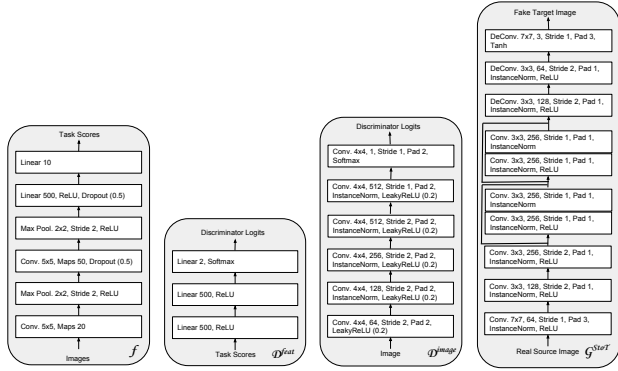 Task Scores
Linear 10
Linear 500, ReLU, Dropout (0.5)
Max Pool. 2x2, Stride 2, ReLU
Conv. 5x5, Maps 50, Dropout (0.5)
Max Pool. 2x2, Stride 2, ReLU
Conv. 5x5, Maps 20
Images
f
Discriminator Logits
Linear 2, Softmax
Linear 500, ReLU
Linear 500, ReLU
Task Scores
D^feat
Discriminator Logits
Conv. 4x4, 1, Stride 1, Pad 2,
Softmax
Conv. 4x4, 512, Stride 1, Pad 2,
InstanceNorm, LeakyReLU (0.2)
Conv. 4x4, 512, Stride 2, Pad 2,
InstanceNorm, LeakyReLU (0.2)
Conv. 4x4, 256, Stride 2, Pad 2,
InstanceNorm, LeakyReLU (0.2)
Conv. 4x4, 128, Stride 2, Pad 2,
InstanceNorm, LeakyReLU (0.2)
Conv. 4x4, 64, Stride 2, Pad 2,
LeakyReLU (0.2)
Image
D^image
Fake Target Image
DeConv. 7x7, 3, Stride 1, Pad 3,
Tanh
DeConv. 3x3, 64, Stride 2, Pad 1,
InstanceNorm, ReLU
DeConv. 3x3, 128, Stride 2, Pad 1,
InstanceNorm, ReLU
Conv. 3x3, 256, Stride 1, Pad 1,
InstanceNorm
Conv. 3x3, 256, Stride 1, Pad 1,
InstanceNorm, ReLU
Conv. 3x3, 256, Stride 1, Pad 1,
InstanceNorm
Conv. 3x3, 256, Stride 1, Pad 1,
InstanceNorm, ReLU
Conv. 3x3, 256, Stride 2, Pad 1,
InstanceNorm, ReLU
Conv. 3x3, 128, Stride 2, Pad 1,
InstanceNorm, ReLU
Conv. 7x7, 64, Stride 1, Pad 3,
InstanceNorm, ReLU
Real Source Image
G^StoT